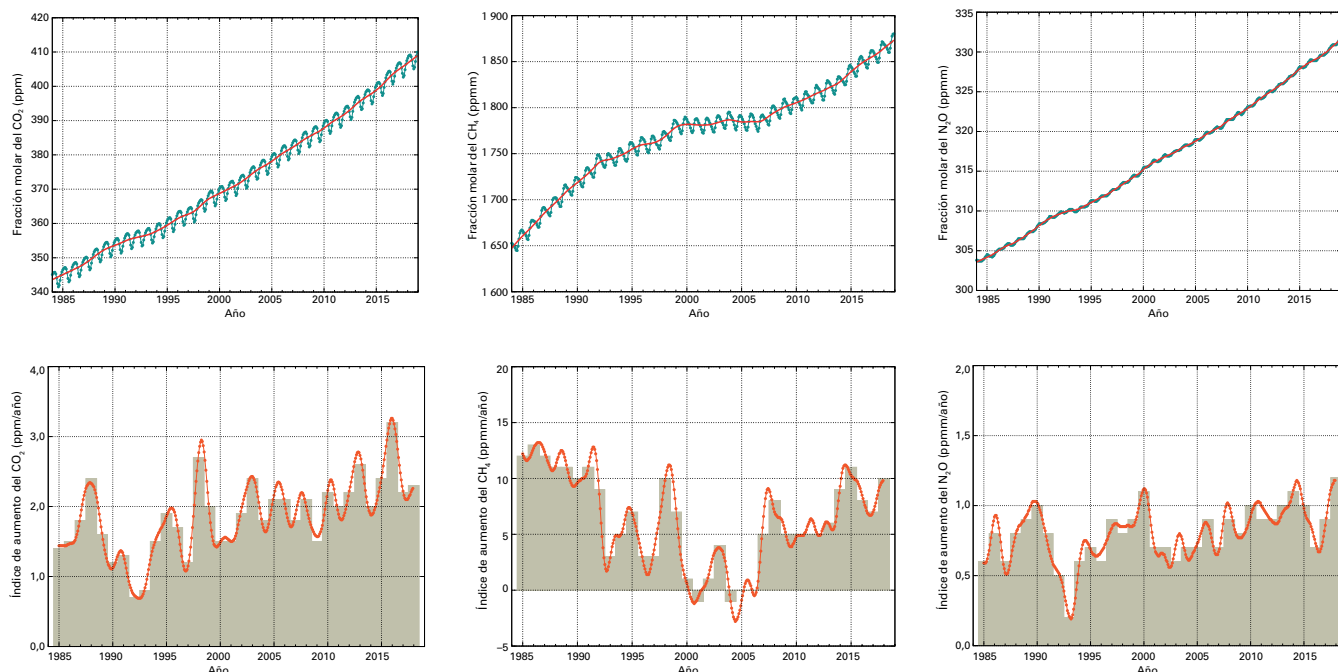 Fracción molar del CO₂ (ppm)
420
410
400
390
380
370
360
350
340
1985 1990 1995 2000 2005 2010 2015
Año
Fracción molar del CH₄ (ppmm)
1 900
1 850
1 800
1 750
1 700
1 650
1 600
1985 1990 1995 2000 2005 2010 2015
Año
Fracción molar del N₂O (ppmm)
335
330
325
320
315
310
305
300
1985 1990 1995 2000 2005 2010 2015
Año
Índice de aumento del CO₂ (ppm/año)
4,0
3,0
2,0
1,0
0,0
1985 1990 1995 2000 2005 2010 2015
Año
Índice de aumento del CH₄ (ppmm/año)
20
15
10
5
0
−5
1985 1990 1995 2000 2005 2010 2015
Año
Índice de aumento del N₂O (ppmm/año)
2,0
1,5
1,0
0,5
0,0
1985 1990 1995 2000 2005 2010 2015
Año